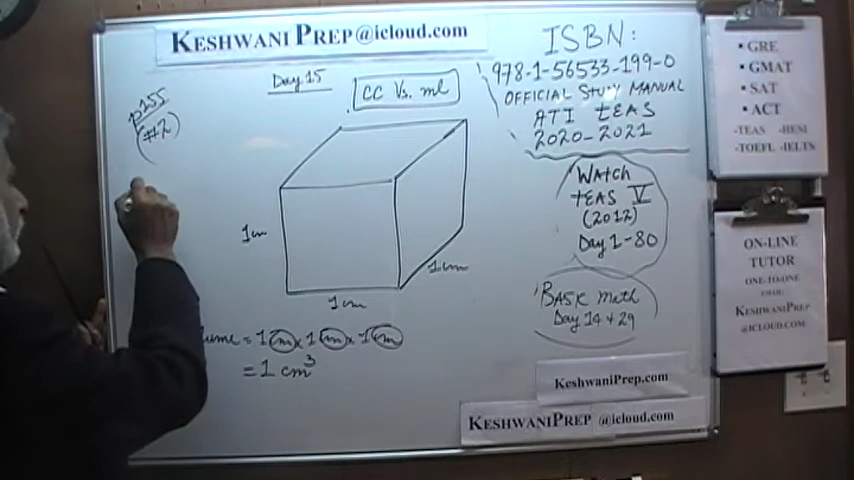 KESHWANI PREP@icloud.com
Day 15
CC Vs. ml
p255
(#2)
1cm
1cm
1cm
ume = 1 cm x 1 cm x 1 cm
= 1 cm³
ISBN:
978-1-56533-199-0
OFFICIAL STUDY MANUAL
ATI TEAS
2020-2021
WATCH
TEAS V
(2012)
Day 1-80
BASIC math
Day 14 + 29
KESHWANIPREP.com
KESHWANIPREP @icloud.com
• GRE
• GMAT
• SAT
• ACT
-TEAS -HESI
-TOEFL -IELTS
ON-LINE
TUTOR
ONE-TO-ONE
EMAIL:
KESHWANIPREP
@ICLOUD.COM